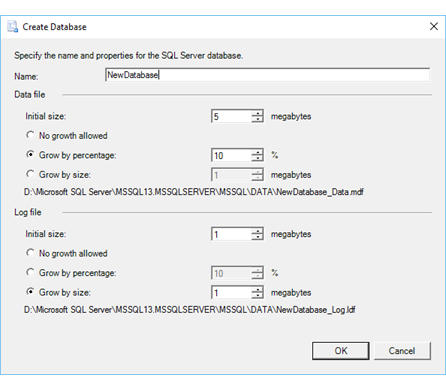 Create Database
Specify the name and properties for the SQL Server database.
Name: NewDatabase
Data file
Initial size: 5 megabytes
No growth allowed
Grow by percentage: 10 %
Grow by size: 1 megabytes
D:\Microsoft SQL Server\MSSQL13.MSSQLSERVER\MSSQL\DATA\NewDatabase_Data.mdf
Log file
Initial size: 1 megabytes
No growth allowed
Grow by percentage: 10 %
Grow by size: 1 megabytes
D:\Microsoft SQL Server\MSSQL13.MSSQLSERVER\MSSQL\DATA\NewDatabase_Log.ldf
OK Cancel